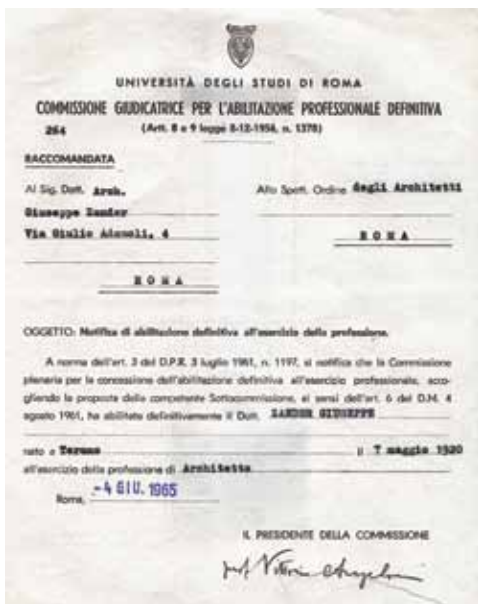 UNIVERSITÀ DEGLI STUDI DI ROMA
COMMISSIONE GIUDICATRICE PER L'ABILITAZIONE PROFESSIONALE DEFINITIVA
264 (Artt. 8 e 9 legge 8-12-1956, n. 1378)
RACCOMANDATA
Al Sig. Dott. Arch.
Giuseppe Zander
Via Giulio Adamoli, 4
ROMA
Allo Spett. Ordine degli Architetti
ROMA
OGGETTO: Notifica di abilitazione definitiva all'esercizio della professione.
A norma dell'art. 3 del D.P.R. 3 luglio 1961, n. 1197, si notifica che la Commissione
plenaria per la concessione dell'abilitazione definitiva all'esercizio professionale, acco-
gliendo la proposta della competente Sottocommissione, ai sensi dell'art. 6 del D.M. 4
agosto 1961, ha abilitato definitivamente il Dott. ZANDER GIUSEPPE
nato a Teramo il 7 maggio 1920
all'esercizio della professione di Architetto
Roma, -4 GIU. 1965
IL PRESIDENTE DELLA COMMISSIONE